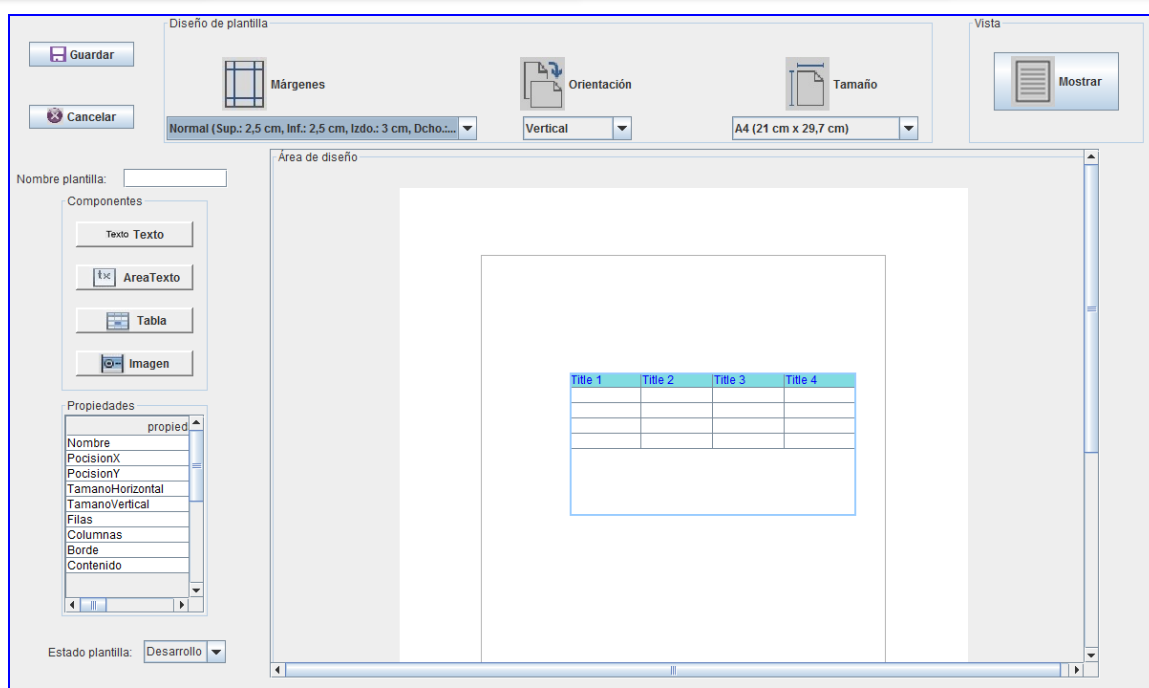 Diseño de plantilla
Vista
Guardar
Márgenes
Orientación
Tamaño
Mostrar
Cancelar
Normal (Sup.: 2,5 cm, Inf.: 2,5 cm, Izdo.: 3 cm, Dcho.:...
Vertical
A4 (21 cm x 29,7 cm)
Área de diseño
Nombre plantilla:
Componentes
Texto Texto
tx AreaTexto
Tabla
Imagen
Title 1 Title 2 Title 3 Title 4
Propiedades
propied
Nombre
PocisionX
PocisionY
TamanoHorizontal
TamanoVertical
Filas
Columnas
Borde
Contenido
Estado plantilla: Desarrollo